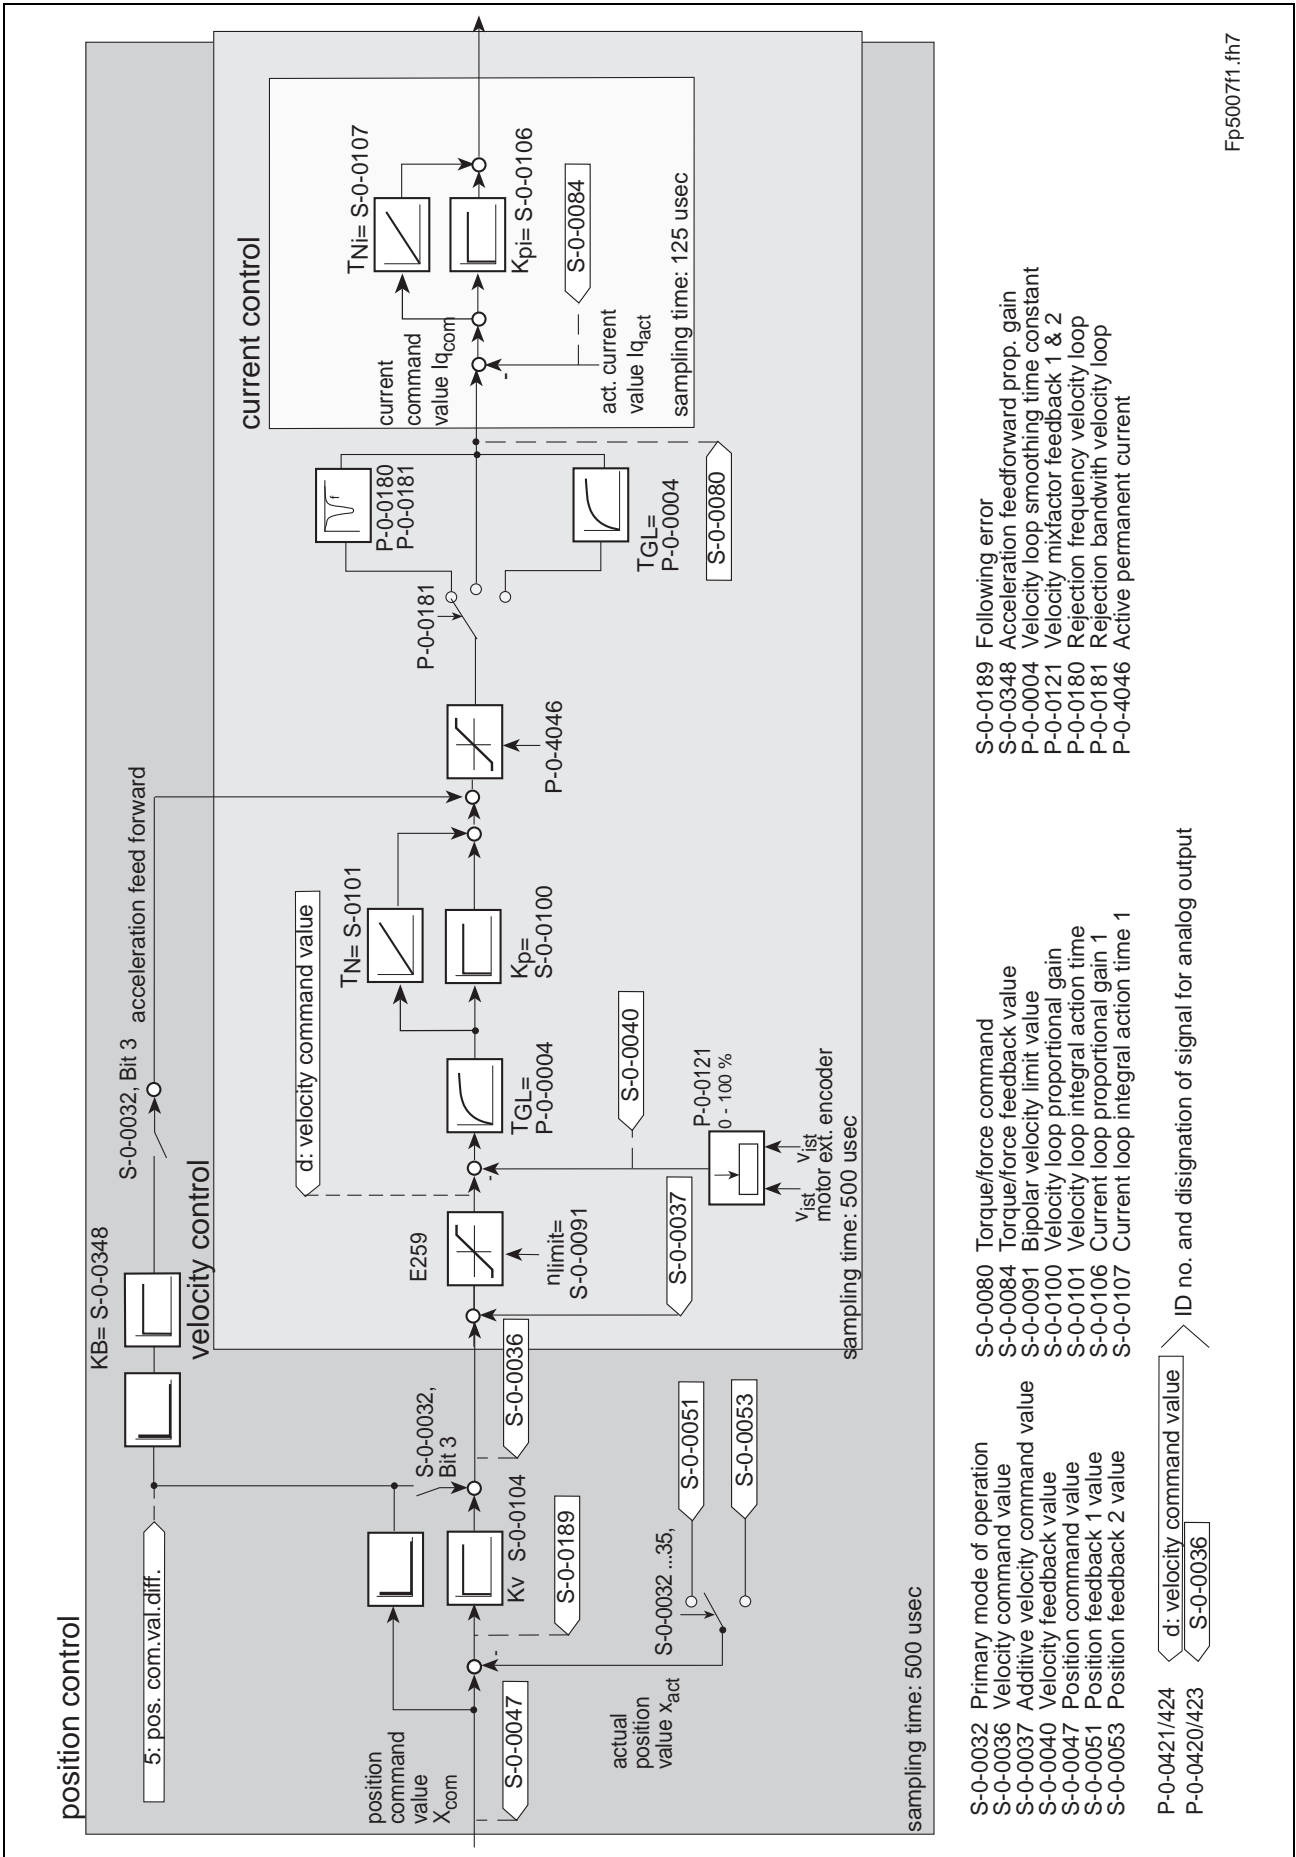 position control
5: pos. com.val.diff.
position
command
value
Xcom
S-0-0047
actual
position
value xact
sampling time: 500 usec
Kv S-0-0104
S-0-0189
S-0-0032,
Bit 3
S-0-0036
S-0-0032 ...35,
S-0-0051
S-0-0053
KB= S-0-0348
S-0-0032, Bit 3
acceleration feed forward
velocity control
E259
nlimit=
S-0-0091
S-0-0037
d: velocity command value
TGL=
P-0-0004
S-0-0040
P-0-0121
0 - 100 %
vist
motor
vist
ext. encoder
sampling time: 500 usec
TN= S-0101
Kp=
S-0-0100
P-0-4046
P-0-0181
P-0-0180
P-0-0181
f
TGL=
P-0-0004
S-0-0080
current control
current
command
value Iqcom
TNi= S-0-0107
Kpi= S-0-0106
act. current
value Iqact
S-0-0084
sampling time: 125 usec
-
-
-
S-0-0032 Primary mode of operation
S-0-0036 Velocity command value
S-0-0037 Additive velocity command value
S-0-0040 Velocity feedback value
S-0-0047 Position command value
S-0-0051 Position feedback 1 value
S-0-0053 Position feedback 2 value
S-0-0080 Torque/force command
S-0-0084 Torque/force feedback value
S-0-0091 Bipolar velocity limit value
S-0-0100 Velocity loop proportional gain
S-0-0101 Velocity loop integral action time
S-0-0106 Current loop proportional gain 1
S-0-0107 Current loop integral action time 1
S-0-0189 Following error
S-0-0348 Acceleration feedforward prop. gain
P-0-0004 Velocity loop smoothing time constant
P-0-0121 Velocity mixfactor feedback 1 & 2
P-0-0180 Rejection frequency velocity loop
P-0-0181 Rejection bandwith velocity loop
P-0-4046 Active permanent current
P-0-0421/424 d: velocity command value
P-0-0420/423 S-0-0036
ID no. and disignation of signal for analog output
Fp5007f1.fh7